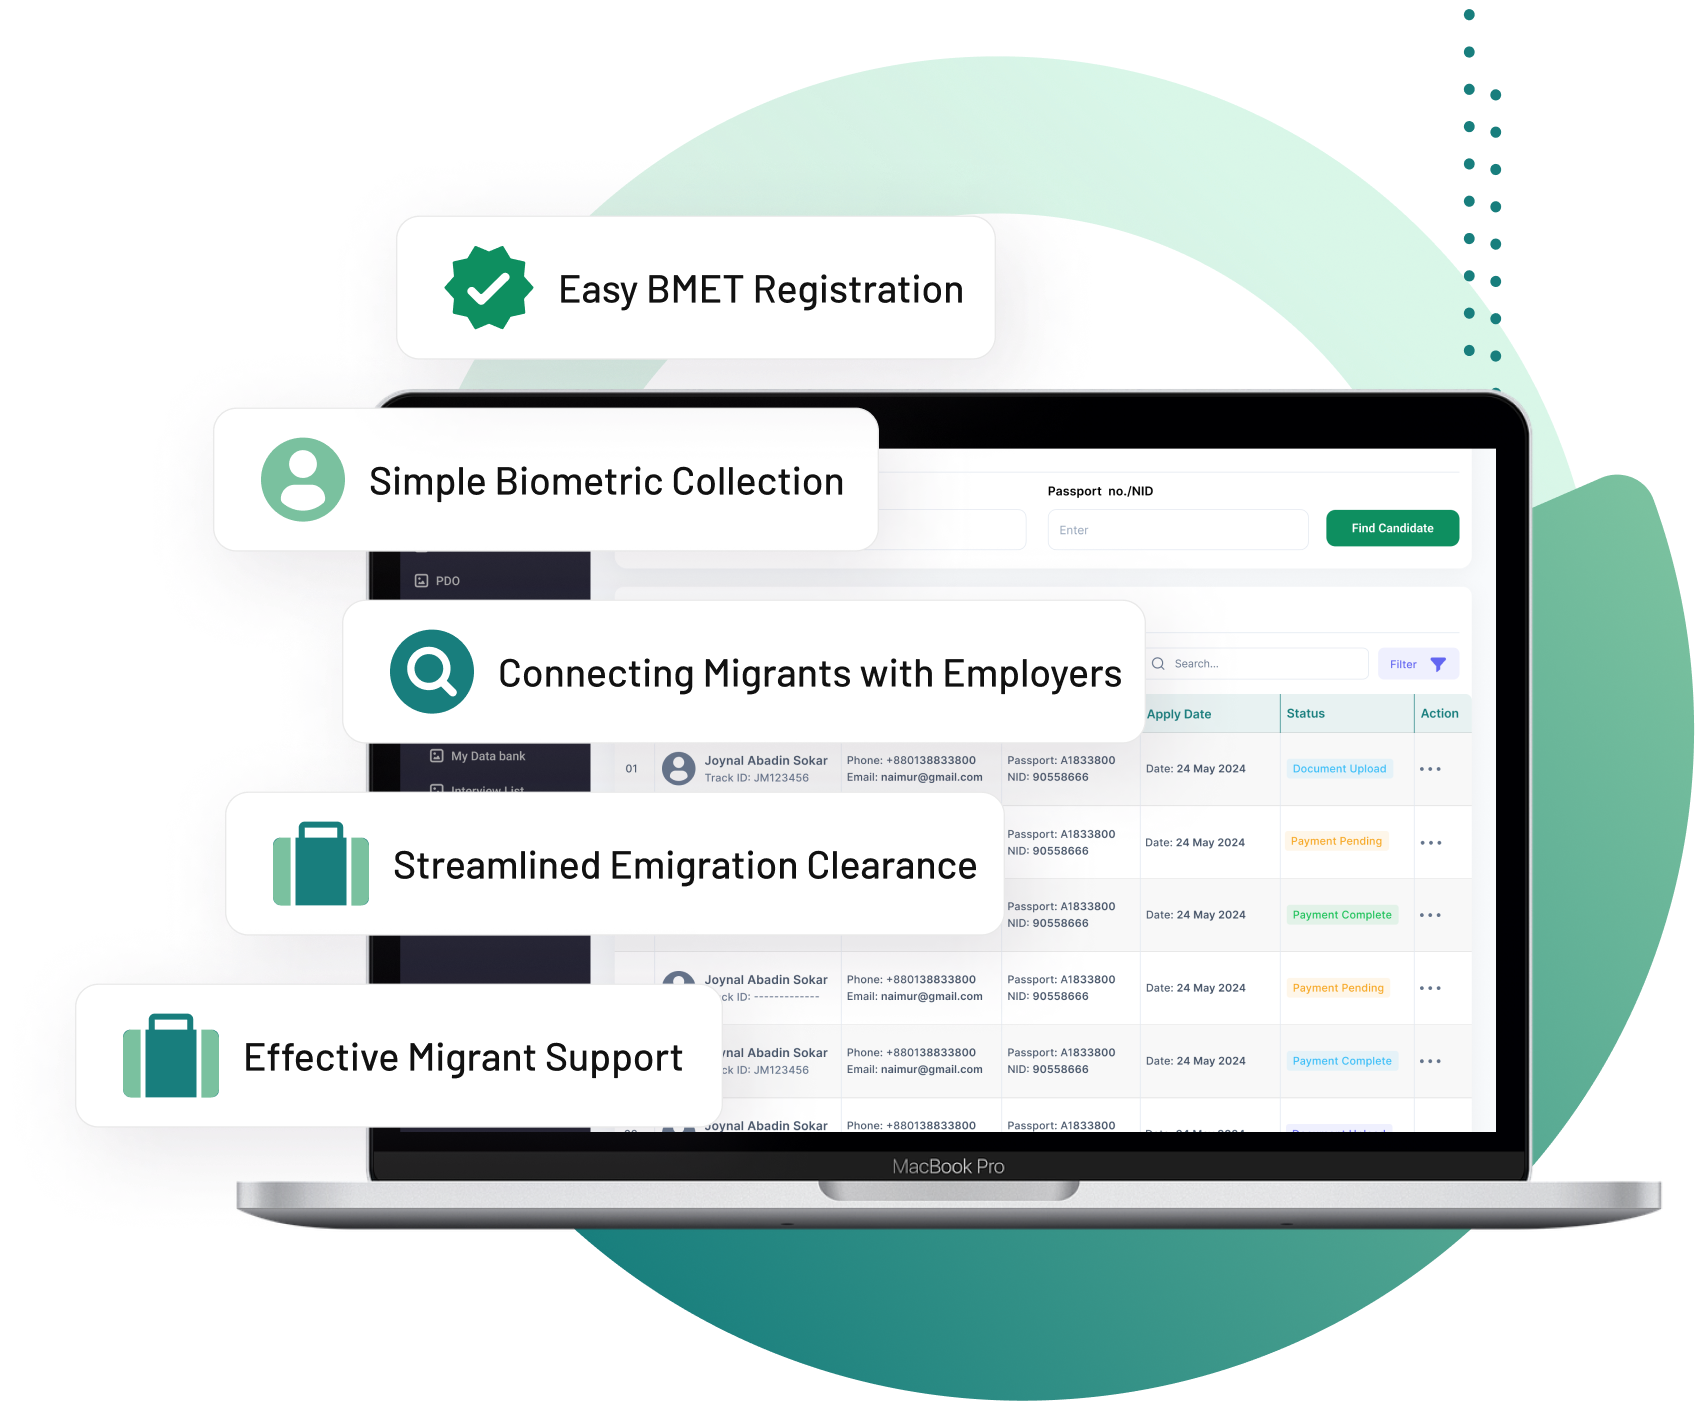 Easy BMET Registration
Simple Biometric Collection
Passport no./NID
Enter
Find Candidate
PDO
Connecting Migrants with Employers
Search...
Filter
Apply Date Status Action
My Data bank
Interview List
01 Joynal Abadin Sokar Phone: +880138833800 Passport: A1833800 Date: 24 May 2024 Document Upload
Track ID: JM123456 Email: naimur@gmail.com NID: 90558666
Streamlined Emigration Clearance
Passport: A1833800 Date: 24 May 2024 Payment Pending
NID: 90558666
Passport: A1833800 Date: 24 May 2024 Payment Complete
NID: 90558666
Joynal Abadin Sokar Phone: +880138833800 Passport: A1833800 Date: 24 May 2024 Payment Pending
ck ID: ------------- Email: naimur@gmail.com NID: 90558666
Effective Migrant Support
ynal Abadin Sokar Phone: +880138833800 Passport: A1833800 Date: 24 May 2024 Payment Complete
ck ID: JM123456 Email: naimur@gmail.com NID: 90558666
Joynal Abadin Sokar Phone: +880138833800 Passport: A1833800
MacBook Pro